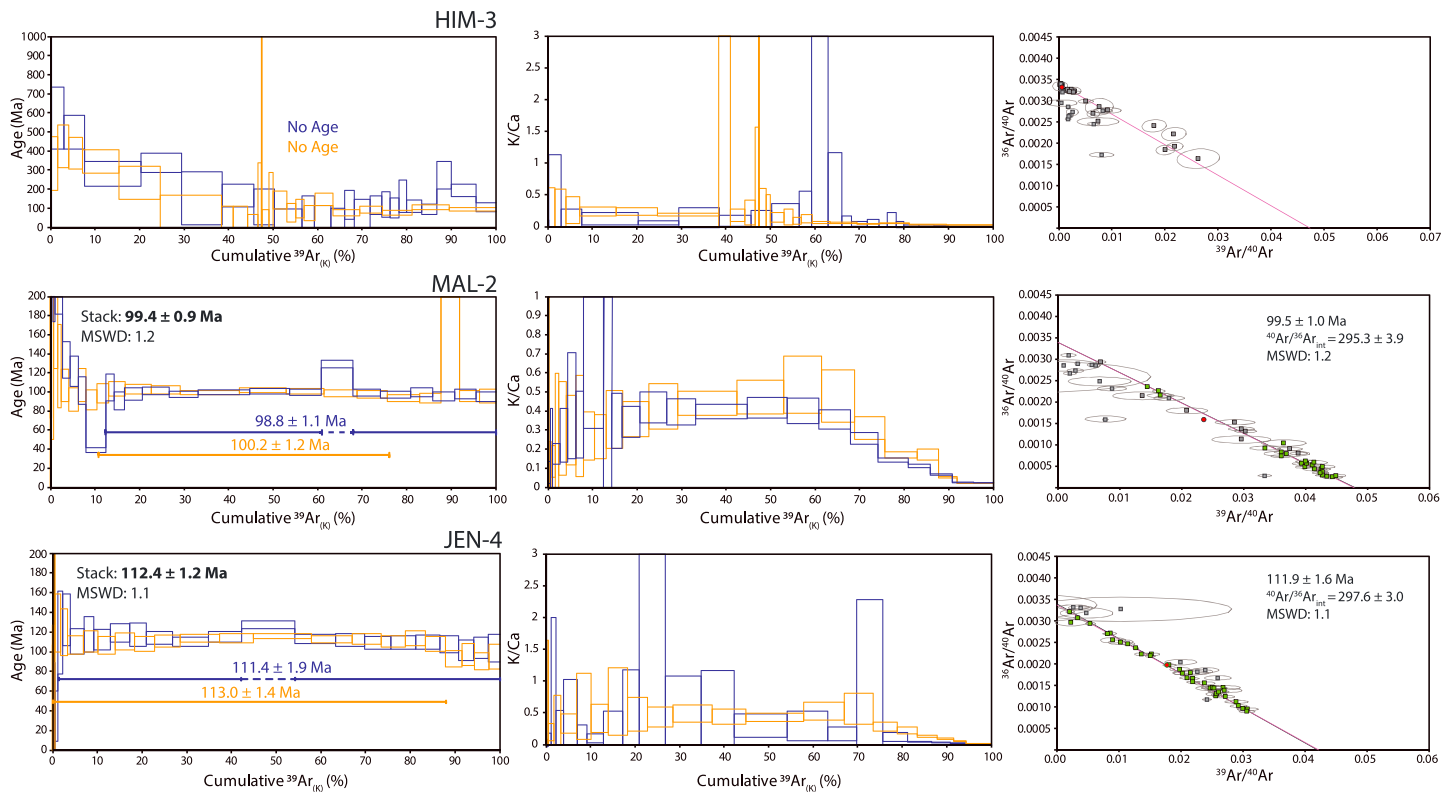 HIM-3
Age (Ma)
1000
900
800
700
600
500
400
300
200
100
0
No Age
No Age
0 10 20 30 40 50 60 70 80 90 100
Cumulative ³⁹Ar(K) (%)
K/Ca
3
2.5
2
1.5
1
0.5
0
0 10 20 30 40 50 60 70 80 90 100
Cumulative ³⁹Ar(K) (%)
³⁶Ar/⁴⁰Ar
0.0045
0.0040
0.0035
0.0030
0.0025
0.0020
0.0015
0.0010
0.0005
0.00 0.01 0.02 0.03 0.04 0.05 0.06 0.07
³⁹Ar/⁴⁰Ar
MAL-2
Age (Ma)
200
180
160
140
120
100
80
60
40
20
0
Stack: 99.4 ± 0.9 Ma
MSWD: 1.2
98.8 ± 1.1 Ma
100.2 ± 1.2 Ma
0 10 20 30 40 50 60 70 80 90 100
Cumulative ³⁹Ar(K) (%)
K/Ca
1
0.9
0.8
0.7
0.6
0.5
0.4
0.3
0.2
0.1
0
0 10 20 30 40 50 60 70 80 90 100
Cumulative ³⁹Ar(K) (%)
³⁶Ar/⁴⁰Ar
0.0045
0.0040
0.0035
0.0030
0.0025
0.0020
0.0015
0.0010
0.0005
99.5 ± 1.0 Ma
⁴⁰Ar/³⁶Ar int = 295.3 ± 3.9
MSWD: 1.2
0.00 0.01 0.02 0.03 0.04 0.05 0.06
³⁹Ar/⁴⁰Ar
JEN-4
Age (Ma)
200
180
160
140
120
100
80
60
40
20
0
Stack: 112.4 ± 1.2 Ma
MSWD: 1.1
111.4 ± 1.9 Ma
113.0 ± 1.4 Ma
0 10 20 30 40 50 60 70 80 90 100
Cumulative ³⁹Ar(K) (%)
K/Ca
3
2.5
2
1.5
1
0.5
0
0 10 20 30 40 50 60 70 80 90 100
Cumulative ³⁹Ar(K) (%)
³⁶Ar/⁴⁰Ar
0.0045
0.0040
0.0035
0.0030
0.0025
0.0020
0.0015
0.0010
0.0005
111.9 ± 1.6 Ma
⁴⁰Ar/³⁶Ar int = 297.6 ± 3.0
MSWD: 1.1
0.00 0.01 0.02 0.03 0.04 0.05 0.06
³⁹Ar/⁴⁰Ar